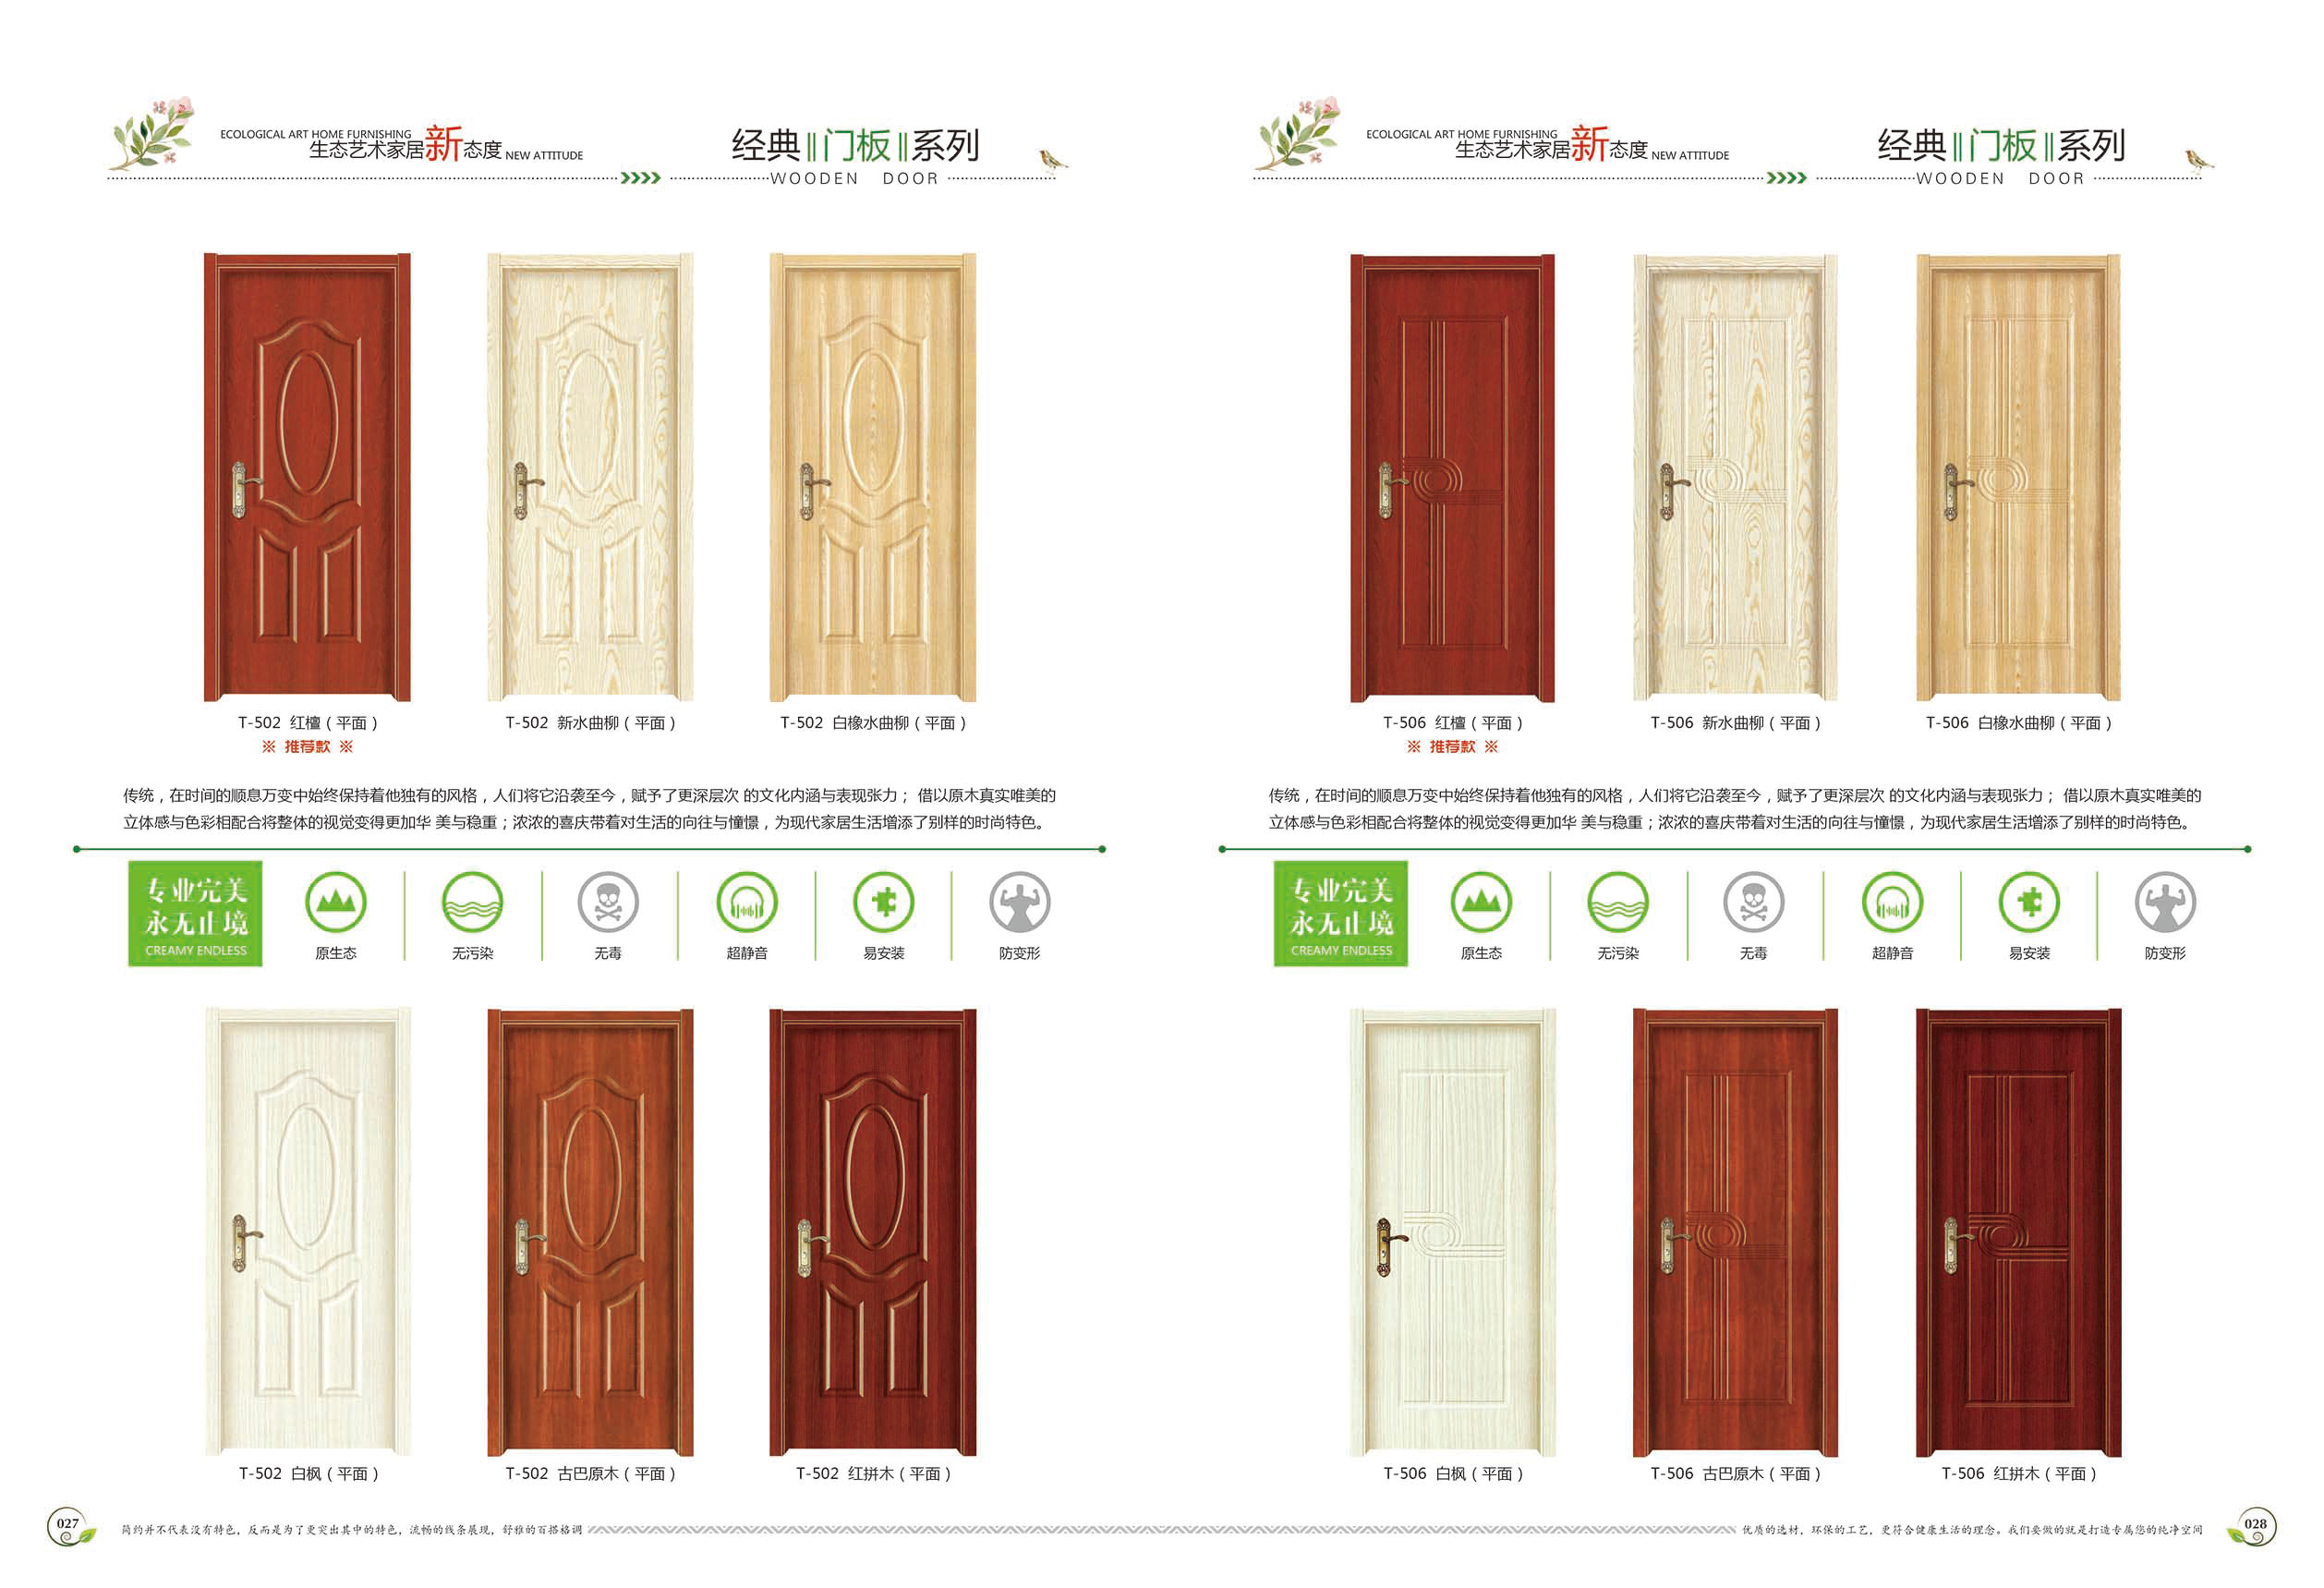 ECOLOGICAL ART HOME FURNISHING
生态艺术家居新态度 NEW ATTITUDE
经典||门板||系列
WOODEN DOOR
T-502 红檀（平面）
※ 推荐款 ※
T-502 新水曲柳（平面）
T-502 白橡水曲柳（平面）
传统，在时间的顺息万变中始终保持着他独有的风格，人们将它沿袭至今，赋予了更深层次 的文化内涵与表现张力； 借以原木真实唯美的
立体感与色彩相配合将整体的视觉变得更加华 美与稳重；浓浓的喜庆带着对生活的向往与憧憬，为现代家居生活增添了别样的时尚特色。
专业完美
永无止境
CREAMY ENDLESS
原生态
无污染
无毒
超静音
易安装
防变形
T-502 白枫（平面）
T-502 古巴原木（平面）
T-502 红拼木（平面）
027
简约并不代表没有特色，反而是为了更突出其中的特色，流畅的线条展现，舒雅的百搭格调
ECOLOGICAL ART HOME FURNISHING
生态艺术家居新态度 NEW ATTITUDE
经典||门板||系列
WOODEN DOOR
T-506 红檀（平面）
※ 推荐款 ※
T-506 新水曲柳（平面）
T-506 白橡水曲柳（平面）
传统，在时间的顺息万变中始终保持着他独有的风格，人们将它沿袭至今，赋予了更深层次 的文化内涵与表现张力； 借以原木真实唯美的
立体感与色彩相配合将整体的视觉变得更加华 美与稳重；浓浓的喜庆带着对生活的向往与憧憬，为现代家居生活增添了别样的时尚特色。
专业完美
永无止境
CREAMY ENDLESS
原生态
无污染
无毒
超静音
易安装
防变形
T-506 白枫（平面）
T-506 古巴原木（平面）
T-506 红拼木（平面）
优质的选材，环保的工艺，更符合健康生活的理念。我们要做的就是打造专属您的纯净空间
028